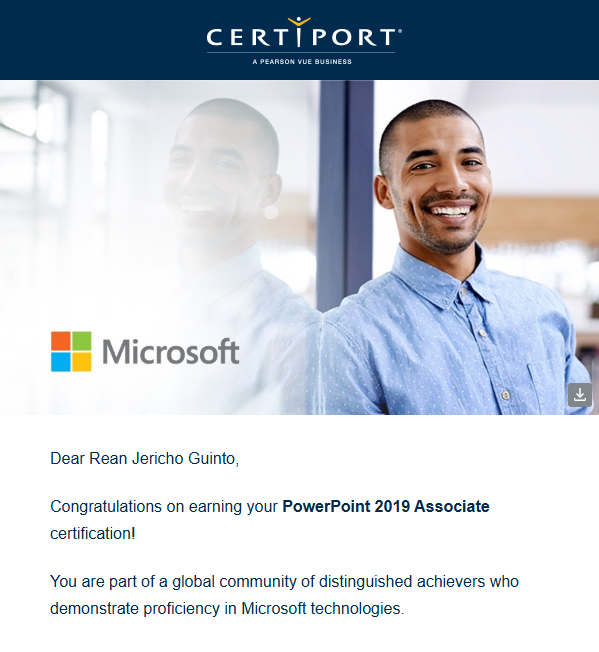 CERTIPORT®
A PEARSON VUE BUSINESS
Microsoft
Dear Rean Jericho Guinto,
Congratulations on earning your PowerPoint 2019 Associate
certification!
You are part of a global community of distinguished achievers who
demonstrate proficiency in Microsoft technologies.